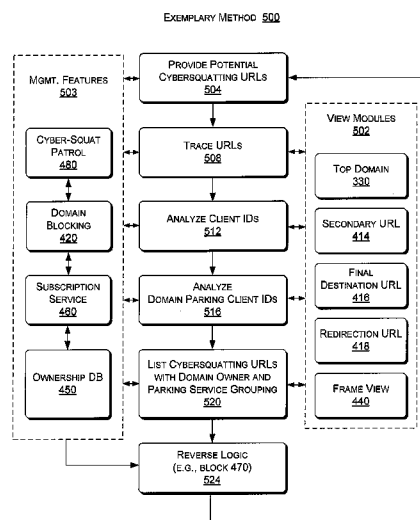 EXEMPLARY METHOD 500
MGMT. FEATURES
503
CYBER-SQUAT
PATROL
480
DOMAIN
BLOCKING
420
SUBSCRIPTION
SERVICE
460
OWNERSHIP DB
450
PROVIDE POTENTIAL
CYBERSQUATTING URLS
504
TRACE URLS
508
ANALYZE CLIENT IDS
512
ANALYZE
DOMAIN PARKING CLIENT IDS
516
LIST CYBERSQUATTING URLS
WITH DOMAIN OWNER AND
PARKING SERVICE GROUPING
520
REVERSE LOGIC
(E.G., BLOCK 470)
524
VIEW MODULES
502
TOP DOMAIN
330
SECONDARY URL
414
FINAL
DESTINATION URL
416
REDIRECTION URL
418
FRAME VIEW
440